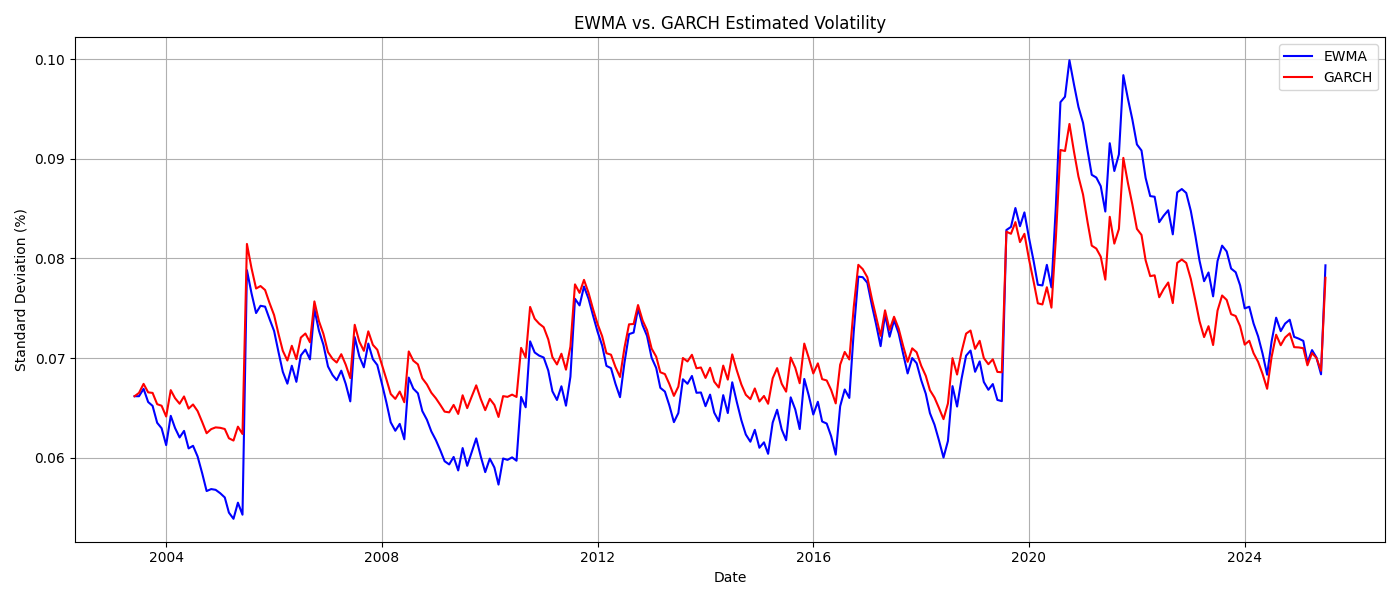 EWMA vs. GARCH Estimated Volatility
EWMA
GARCH
Standard Deviation (%)
0.10
0.09
0.08
0.07
0.06
2004 2008 2012 2016 2020 2024
Date